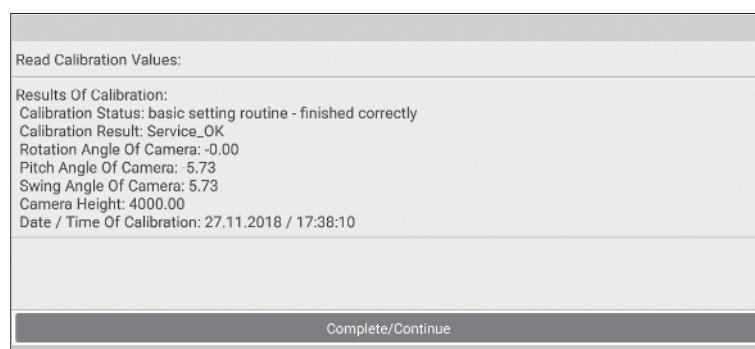 Read Calibration Values:
Results Of Calibration:
Calibration Status: basic setting routine - finished correctly
Calibration Result: Service_OK
Rotation Angle Of Camera: -0.00
Pitch Angle Of Camera: -5.73
Swing Angle Of Camera: 5.73
Camera Height: 4000.00
Date / Time Of Calibration: 27.11.2018 / 17:38:10
Complete/Continue